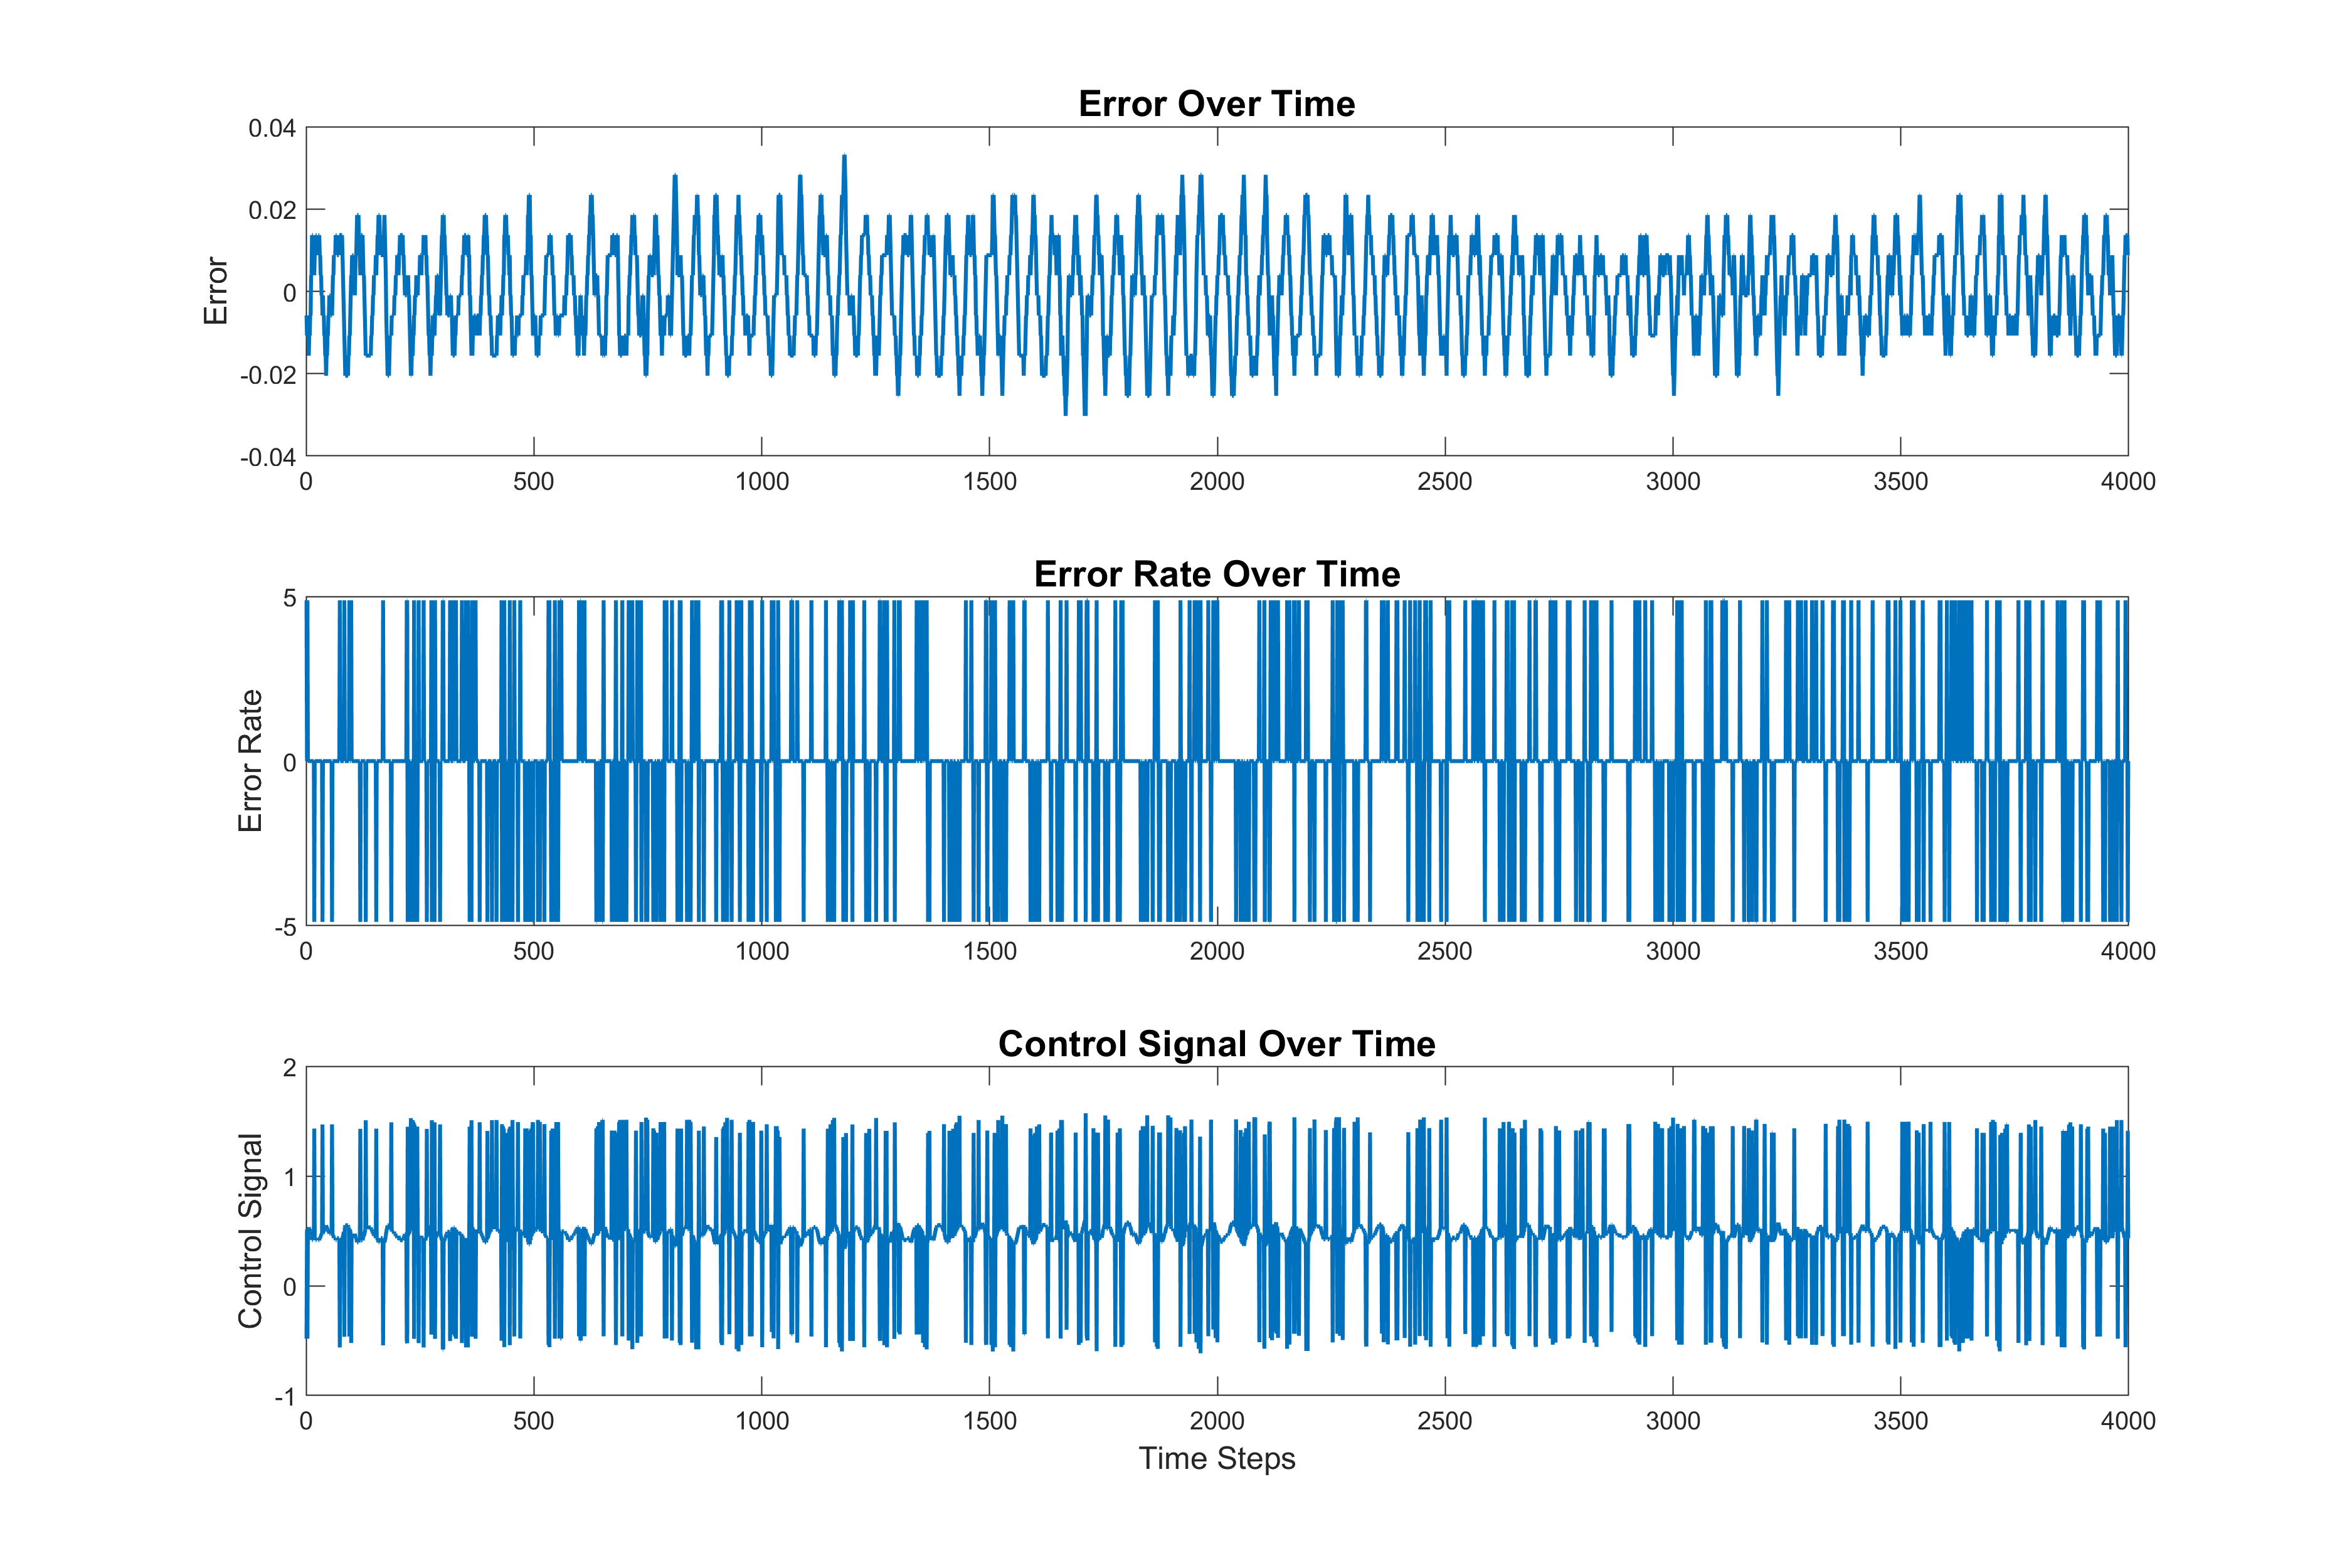 Error Over Time
0.04
0.02
0
-0.02
-0.04
Error
0 500 1000 1500 2000 2500 3000 3500 4000
Error Rate Over Time
5
0
-5
Error Rate
0 500 1000 1500 2000 2500 3000 3500 4000
Control Signal Over Time
2
1
0
-1
Control Signal
0 500 1000 1500 2000 2500 3000 3500 4000
Time Steps